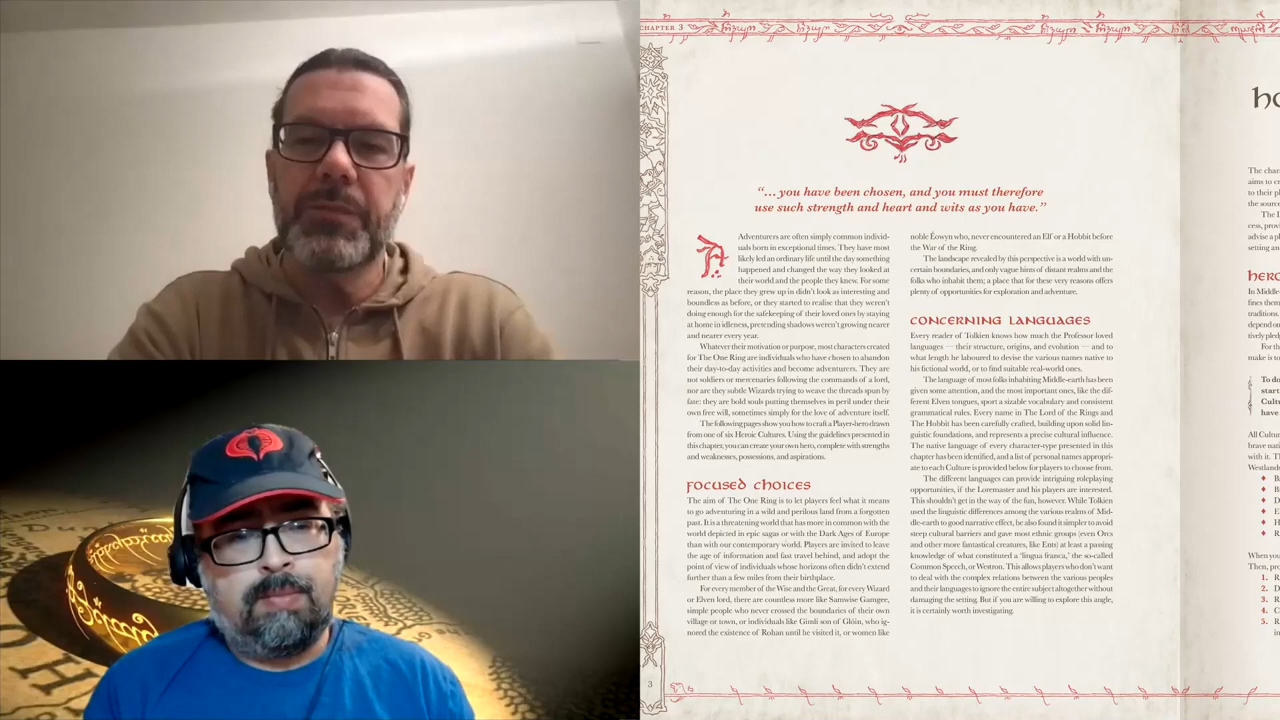 CHAPTER 3
“… you have been chosen, and you must therefore
use such strength and heart and wits as you have.”
Adventurers are often simply common individ-
uals born in exceptional times. They have most
likely led an ordinary life until the day something
happened and changed the way they looked at
their world and the people they knew. For some
reason, the place they grew up in didn't look as interesting and
boundless as before, or they started to realise that they weren't
doing enough for the safekeeping of their loved ones by staying
at home in idleness, pretending shadows weren't growing nearer
and nearer every year.
Whatever their motivation or purpose, most characters created
for The One Ring are individuals who have chosen to abandon
their day-to-day activities and become adventurers. They are
not soldiers or mercenaries following the commands of a lord,
nor are they subtle Wizards trying to weave the threads spun by
fate: they are bold souls putting themselves in peril under their
own free will, sometimes simply for the love of adventure itself.
The following pages show you how to craft a Player-hero drawn
from one of six Heroic Cultures. Using the guidelines presented in
this chapter, you can create your own hero, complete with strengths
and weaknesses, possessions, and aspirations.
FOCUSED CHOICES
The aim of The One Ring is to let players feel what it means
to go adventuring in a wild and perilous land from a forgotten
past. It is a threatening world that has more in common with the
world depicted in epic sagas or with the Dark Ages of Europe
than with our contemporary world. Players are invited to leave
the age of information and fast travel behind, and adopt the
point of view of individuals whose horizons often didn't extend
further than a few miles from their birthplace.
For every member of the Wise and the Great, for every Wizard
or Elven lord, there are countless more like Samwise Gamgee,
simple people who never crossed the boundaries of their own
village or town, or individuals like Gimli son of Glóin, who ig-
nored the existence of Rohan until he visited it, or women like
noble Éowyn who, never encountered an Elf or a Hobbit before
the War of the Ring.
The landscape revealed by this perspective is a world with un-
certain boundaries, and only vague hints of distant realms and the
folks who inhabit them; a place that for these very reasons offers
plenty of opportunities for exploration and adventure.
CONCERNING LANGUAGES
Every reader of Tolkien knows how much the Professor loved
languages — their structure, origins, and evolution — and to
what length he laboured to devise the various names native to
his fictional world, or to find suitable real-world ones.
The language of most folks inhabiting Middle-earth has been
given some attention, and the most important ones, like the dif-
ferent Elven tongues, sport a sizable vocabulary and consistent
grammatical rules. Every name in The Lord of the Rings and
The Hobbit has been carefully crafted, building upon solid lin-
guistic foundations, and represents a precise cultural influence.
The native language of every character-type presented in this
chapter has been identified, and a list of personal names appropri-
ate to each Culture is provided below for players to choose from.
The different languages can provide intriguing roleplaying
opportunities, if the Loremaster and his players are interested.
This shouldn't get in the way of the fun, however. While Tolkien
used the linguistic differences among the various realms of Mid-
dle-earth to good narrative effect, he also found it simpler to avoid
steep cultural barriers and gave most ethnic groups (even Orcs
and other more fantastical creatures, like Ents) at least a passing
knowledge of what constituted a 'lingua franca,' the so-called
Common Speech, or Westron. This allows players who don't want
to deal with the complex relations between the various peoples
and their languages to ignore the entire subject altogether without
damaging the setting. But if you are willing to explore this angle,
it is certainly worth investigating.
3
The
aims to
to their
the source
The
cess,
advise a
setting
In Middle-
fines them
traditions.
depend
For
make is
To
start
have
All
with it.
When
Then,
1.
2.
3.
4.
5.